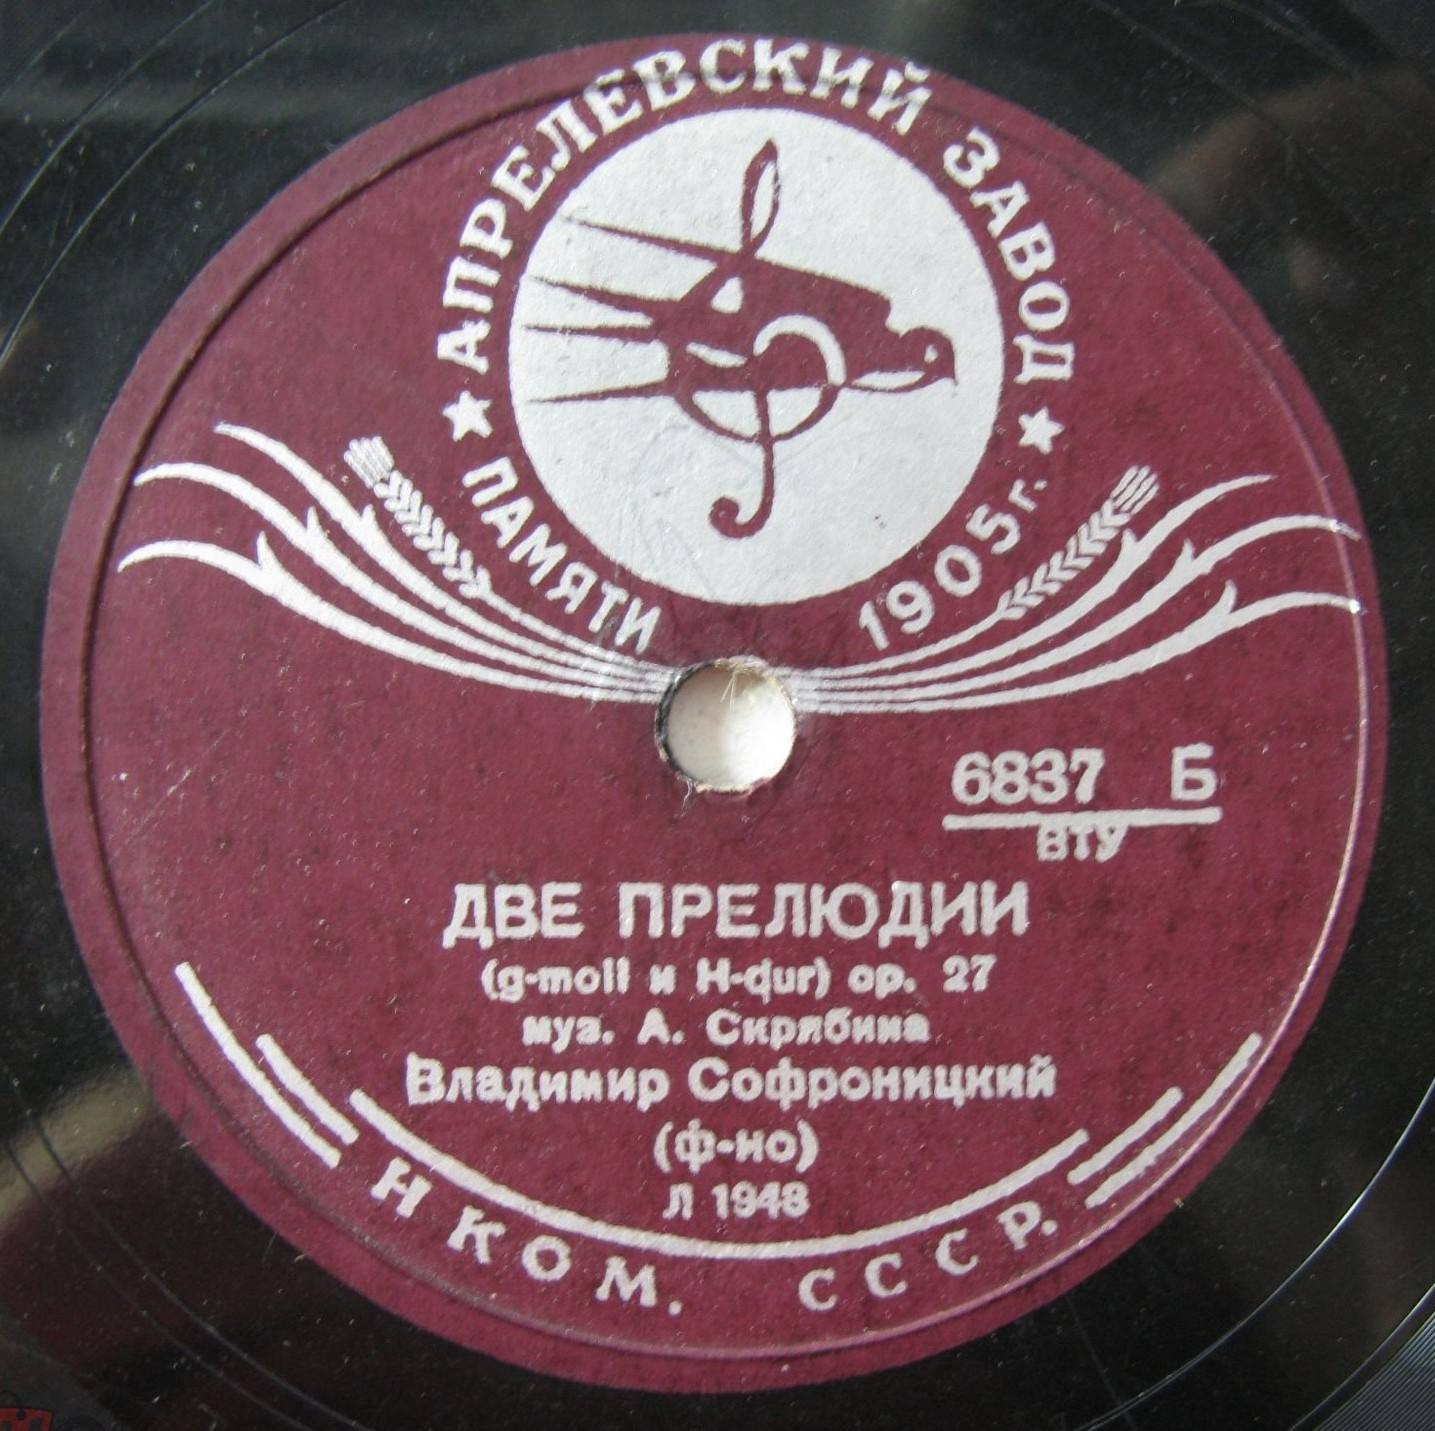 АПРЕЛЕВСКИЙ ЗАВОД
ПАМЯТИ 1905 г.
6837 Б
ВТУ
ДВЕ ПРЕЛЮДИИ
(g-moll и H-dur) op. 27
муз. А. Скрябина
Владимир Софроницкий
(ф-но)
Л 1948
НКОМ. СССР.